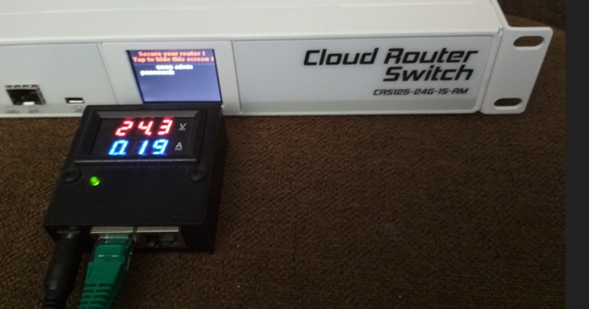 Secure your router !
Tap to hide this screen !
Cloud Router
Switch
CRS125-24G-1S-RM
24.3 V
0.19 A